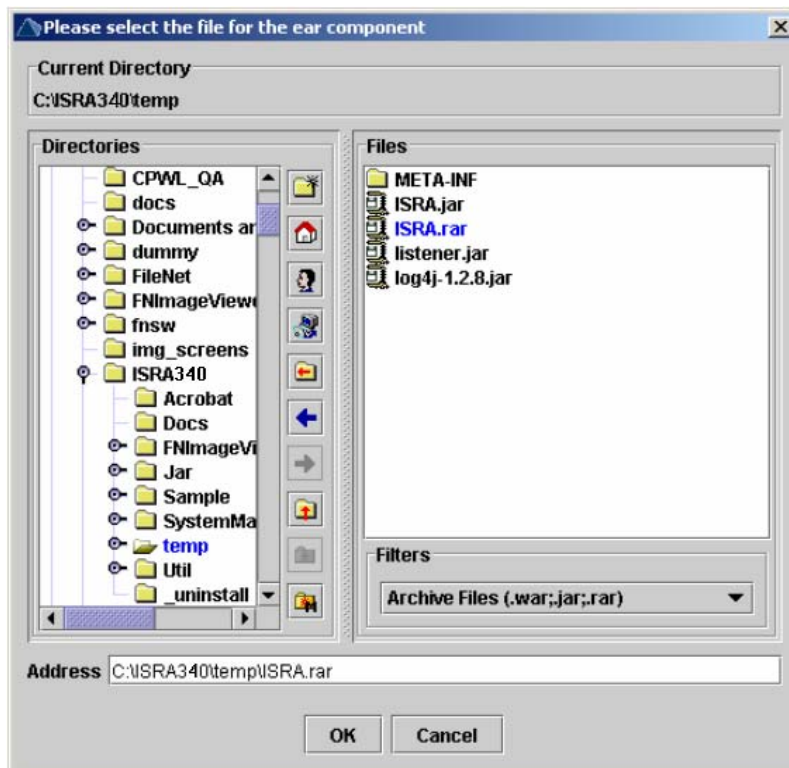 Please select the file for the ear component
Current Directory
C:\ISRA340\temp
Directories
CPWL_QA
docs
Documents ar
dummy
FileNet
FNImageViewe
fnsw
img_screens
ISRA340
Acrobat
Docs
FNImageVi
Jar
Sample
SystemMa
temp
Util
_uninstall
Files
META-INF
ISRA.jar
ISRA.rar
listener.jar
log4j-1.2.8.jar
Filters
Archive Files (.war;.jar;.rar)
Address C:\ISRA340\temp\ISRA.rar
OK Cancel